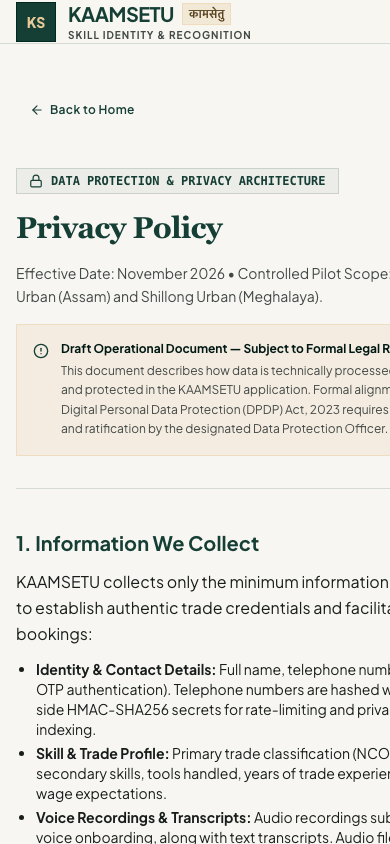 KS
KAAMSETU कामसेतु
SKILL IDENTITY & RECOGNITION
← Back to Home
DATA PROTECTION & PRIVACY ARCHITECTURE
Privacy Policy
Effective Date: November 2026 • Controlled Pilot Scope:
Urban (Assam) and Shillong Urban (Meghalaya).
Draft Operational Document — Subject to Formal Legal R
This document describes how data is technically processe
and protected in the KAAMSETU application. Formal alignm
Digital Personal Data Protection (DPDP) Act, 2023 requires
and ratification by the designated Data Protection Officer.
1. Information We Collect
KAAMSETU collects only the minimum information
to establish authentic trade credentials and facilita
bookings:
• Identity & Contact Details: Full name, telephone numb
OTP authentication). Telephone numbers are hashed w
side HMAC-SHA256 secrets for rate-limiting and priva
indexing.
• Skill & Trade Profile: Primary trade classification (NCO
secondary skills, tools handled, years of trade experien
wage expectations.
• Voice Recordings & Transcripts: Audio recordings sub
voice onboarding, along with text transcripts. Audio file